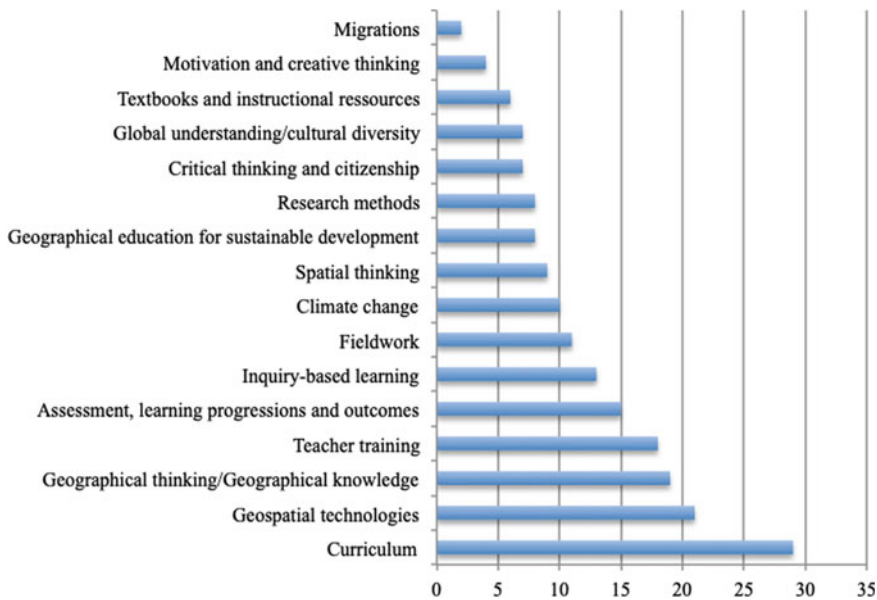 Migrations
Motivation and creative thinking
Textbooks and instructional ressources
Global understanding/cultural diversity
Critical thinking and citizenship
Research methods
Geographical education for sustainable development
Spatial thinking
Climate change
Fieldwork
Inquiry-based learning
Assessment, learning progressions and outcomes
Teacher training
Geographical thinking/Geographical knowledge
Geospatial technologies
Curriculum
0 5 10 15 20 25 30 35